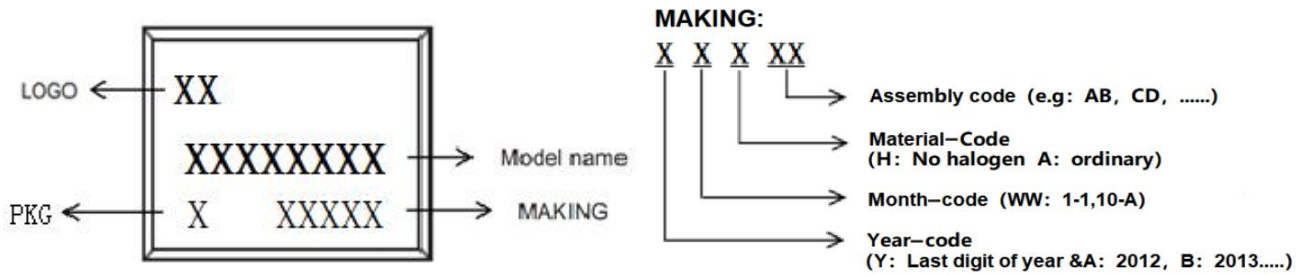 LOGO
XX
XXXXXXXX
Model name
PKG
X XXXXX
MAKING
MAKING:
X X X XX
Assembly code (e.g: AB, CD, ......)
Material-Code
(H: No halogen A: ordinary)
Month-code (WW: 1-1,10-A)
Year-code
(Y: Last digit of year &A: 2012, B: 2013.....)